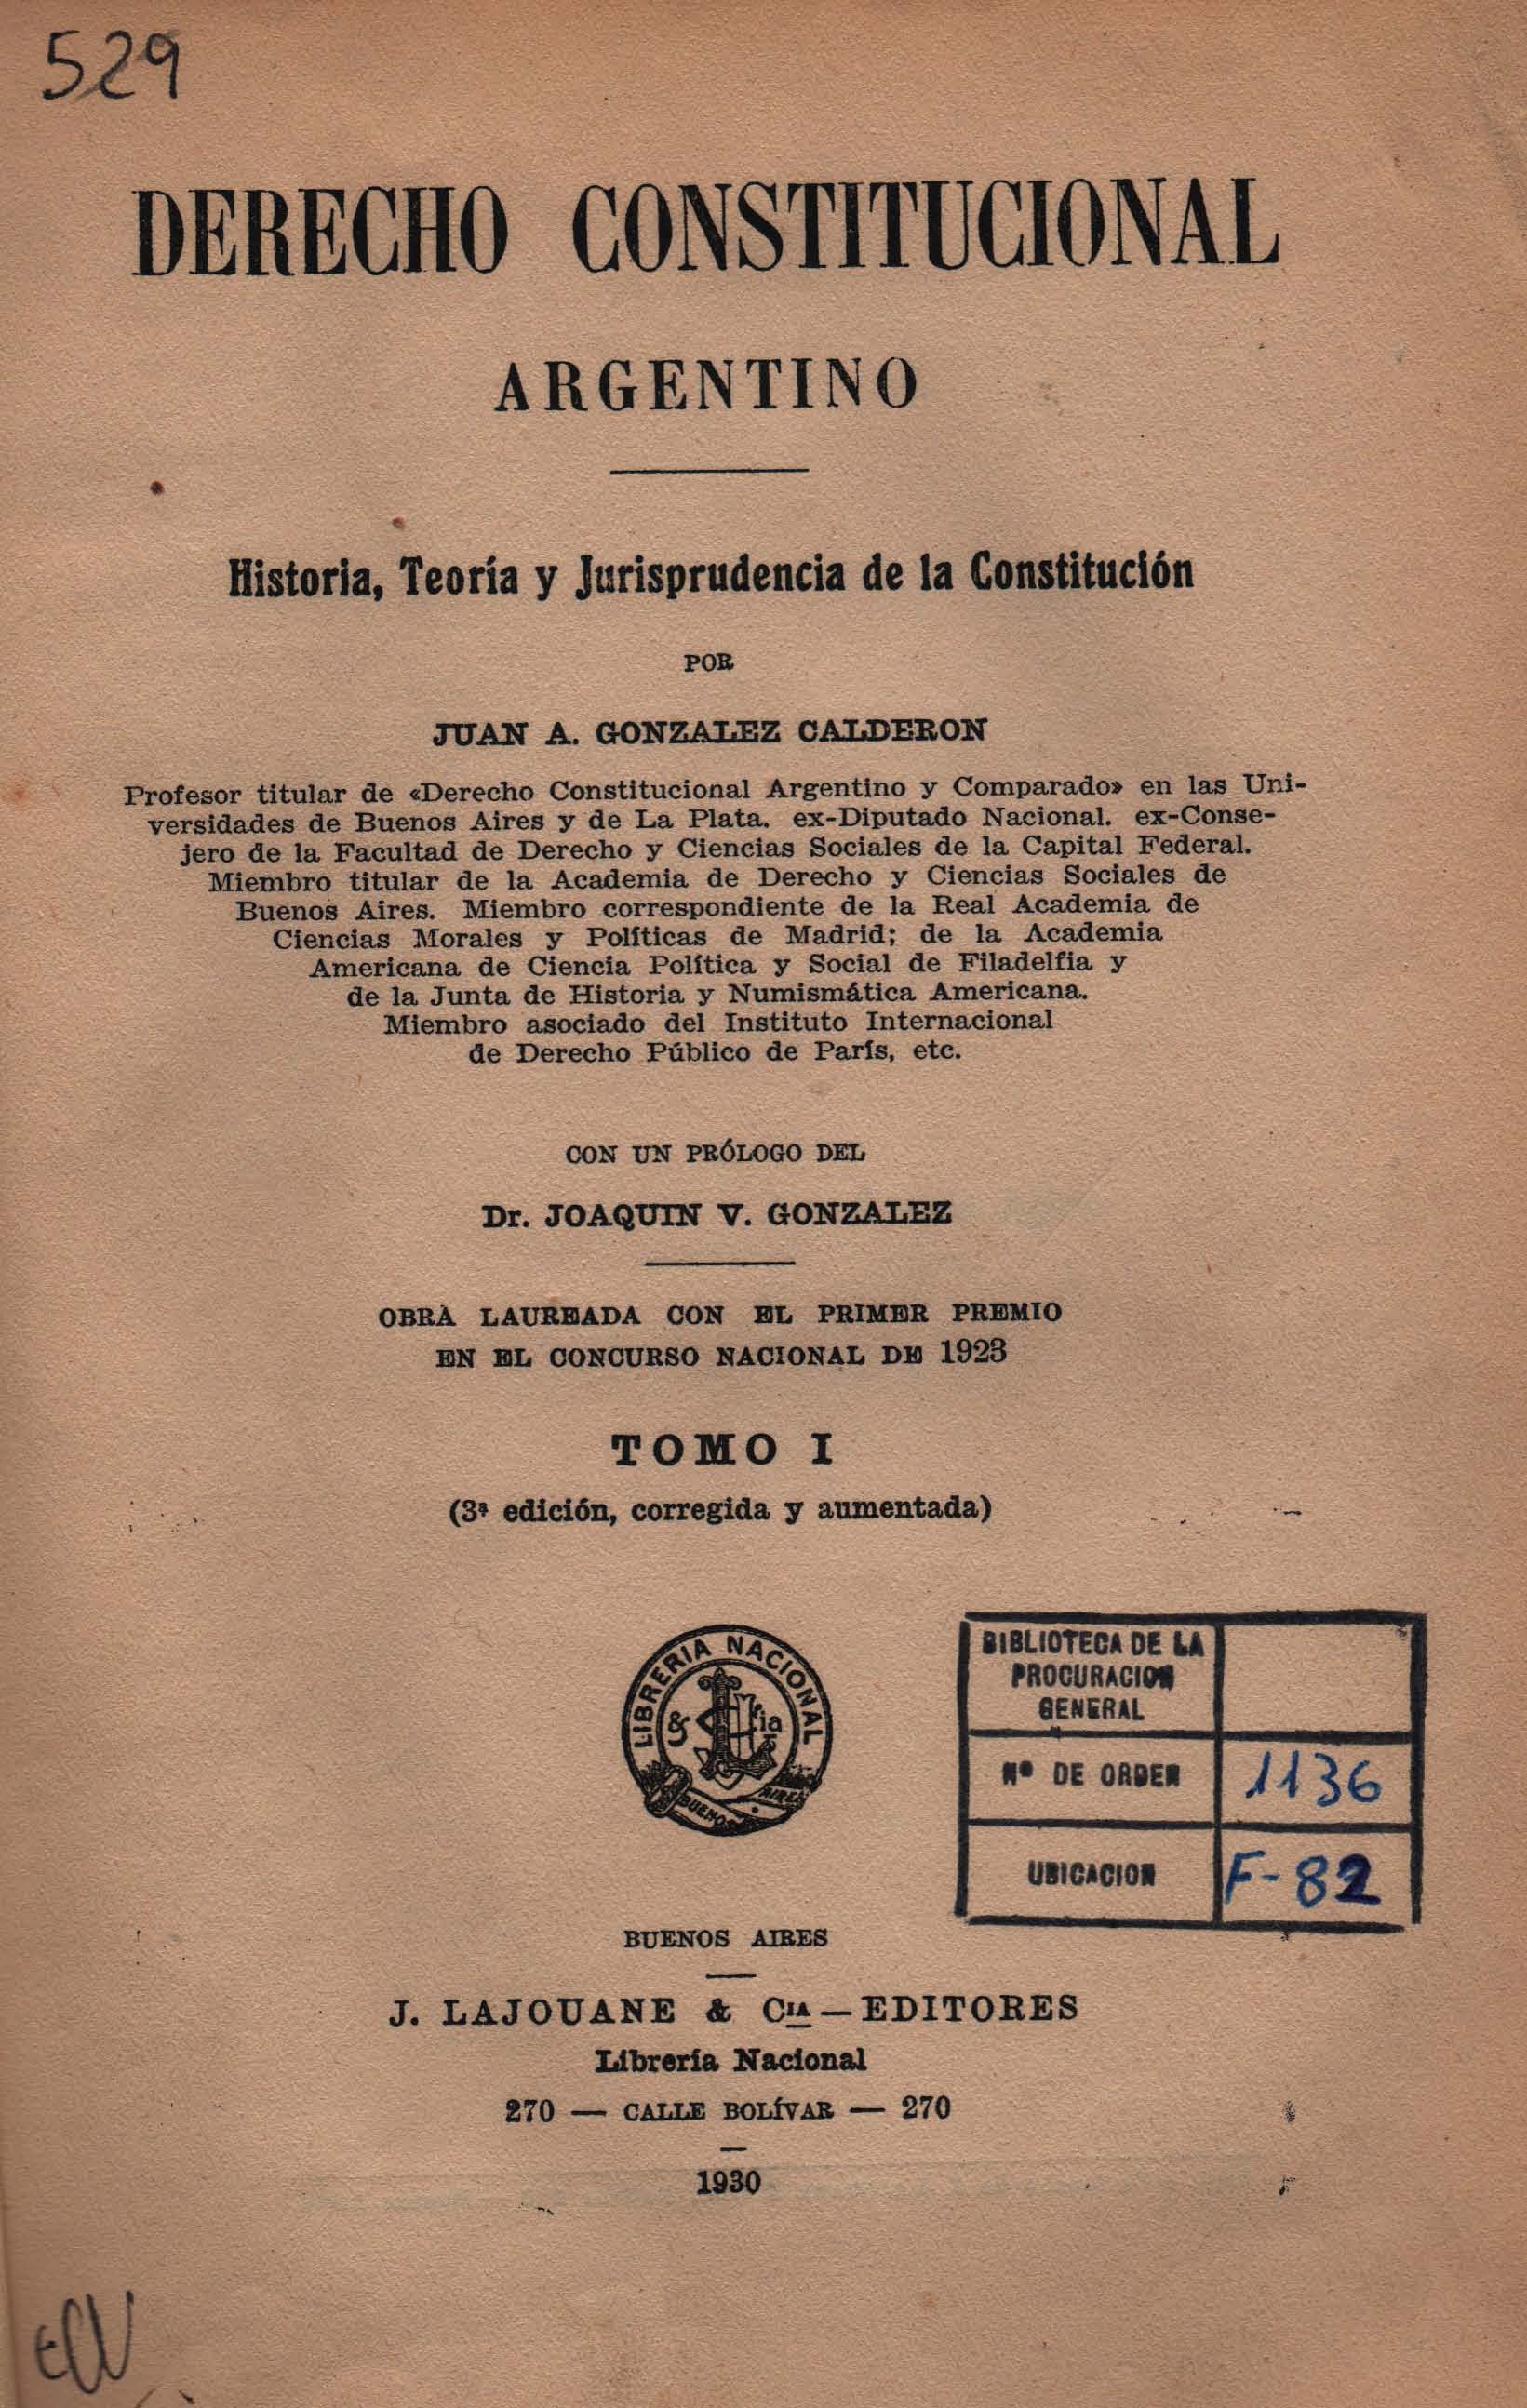 529
DERECHO CONSTITUCIONAL
ARGENTINO
Historia, Teoría y Jurisprudencia de la Constitución
POR
JUAN A. GONZALEZ CALDERON
Profesor titular de «Derecho Constitucional Argentino y Comparado» en las Uni-
versidades de Buenos Aires y de La Plata. ex-Diputado Nacional. ex-Conse-
jero de la Facultad de Derecho y Ciencias Sociales de la Capital Federal.
Miembro titular de la Academia de Derecho y Ciencias Sociales de
Buenos Aires. Miembro correspondiente de la Real Academia de
Ciencias Morales y Políticas de Madrid; de la Academia
Americana de Ciencia Política y Social de Filadelfia y
de la Junta de Historia y Numismática Americana.
Miembro asociado del Instituto Internacional
de Derecho Público de París, etc.
CON UN PRÓLOGO DEL
Dr. JOAQUIN V. GONZALEZ
OBRA LAUREADA CON EL PRIMER PREMIO
EN EL CONCURSO NACIONAL DE 1923
TOMO I
(3ª edición, corregida y aumentada)
LIBRERIA NACIONAL
& Cia
BUENOS AIRES
BIBLIOTECA DE LA
PROCURACION
GENERAL
Nº DE ORDEN 1136
UBICACION F-82
BUENOS AIRES
J. LAJOUANE & CIA — EDITORES
Librería Nacional
270 — CALLE BOLÍVAR — 270
1930